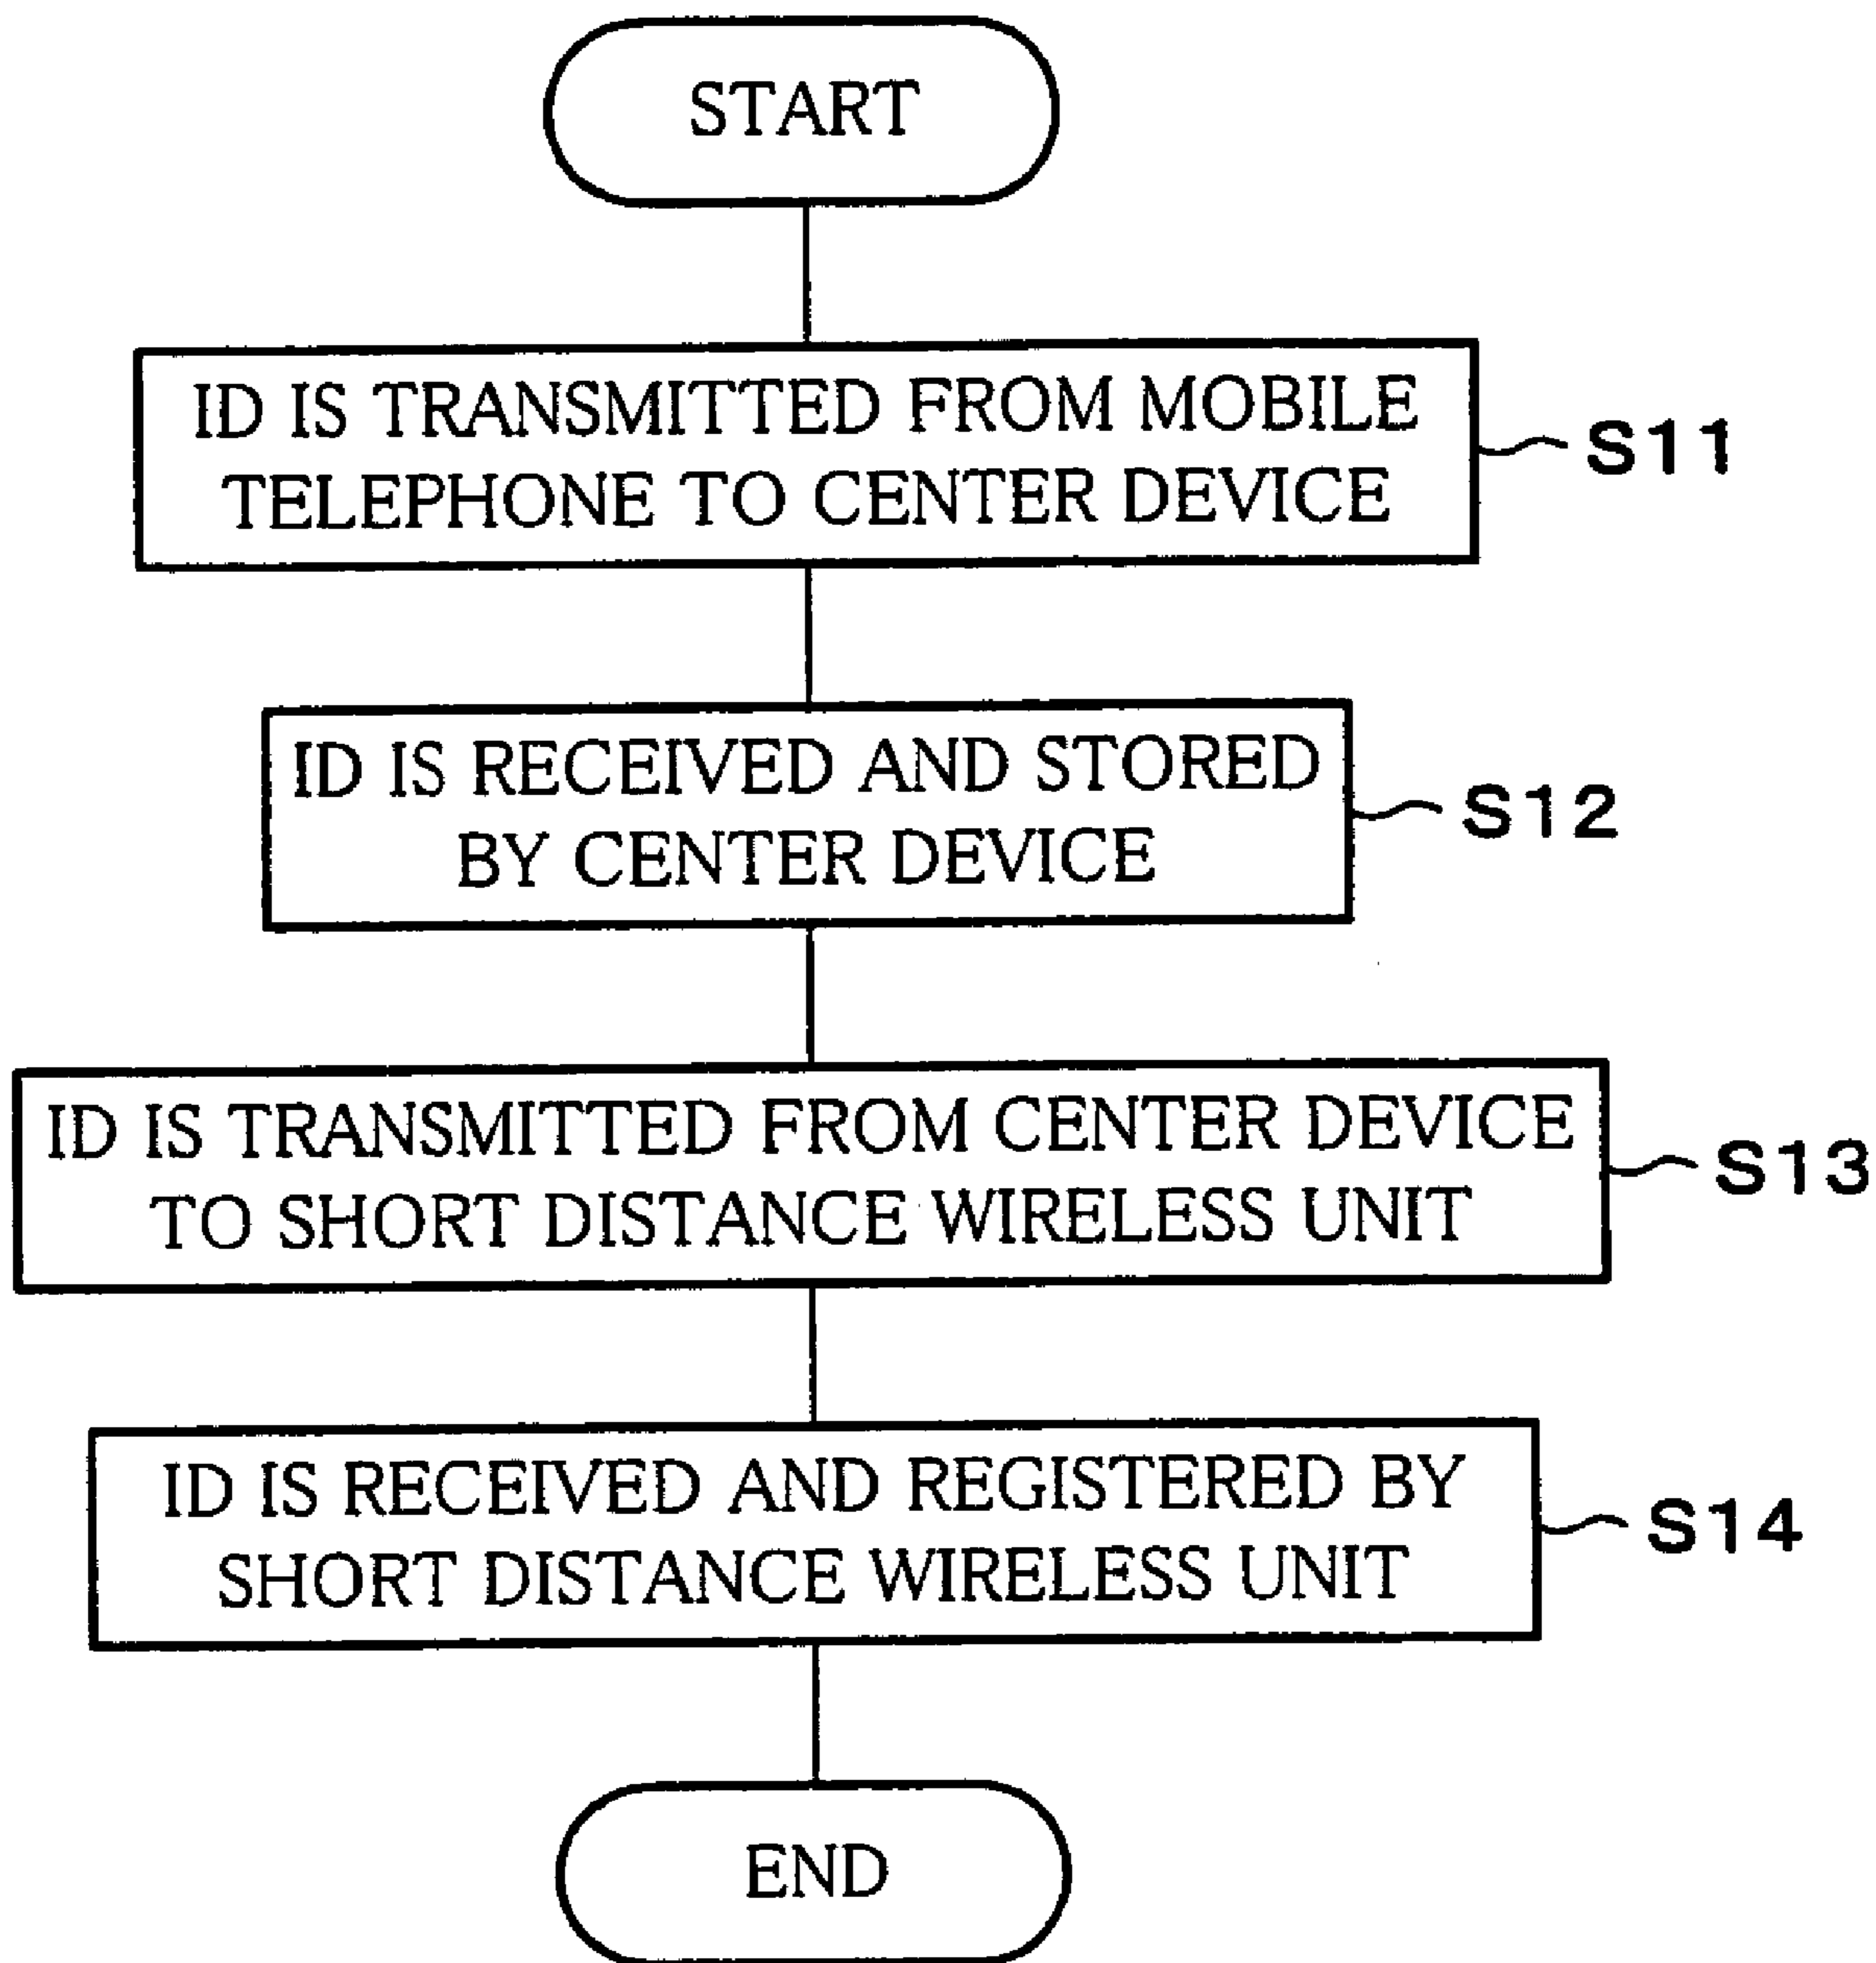 START
ID IS TRANSMITTED FROM MOBILE
TELEPHONE TO CENTER DEVICE
S11
ID IS RECEIVED AND STORED
BY CENTER DEVICE
S12
ID IS TRANSMITTED FROM CENTER DEVICE
TO SHORT DISTANCE WIRELESS UNIT
S13
ID IS RECEIVED AND REGISTERED BY
SHORT DISTANCE WIRELESS UNIT
S14
END